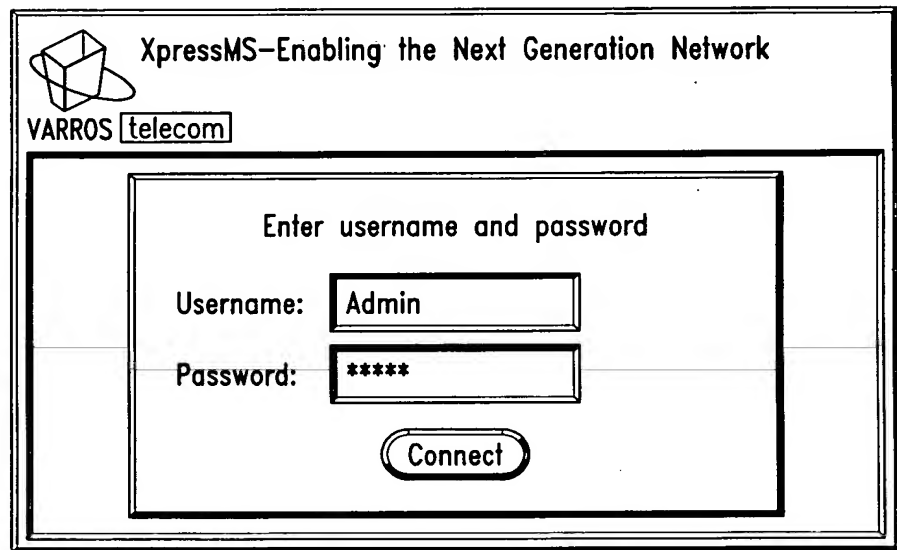 XpressMS-Enabling the Next Generation Network
VARROS telecom
Enter username and password
Username: Admin
Password: *****
Connect